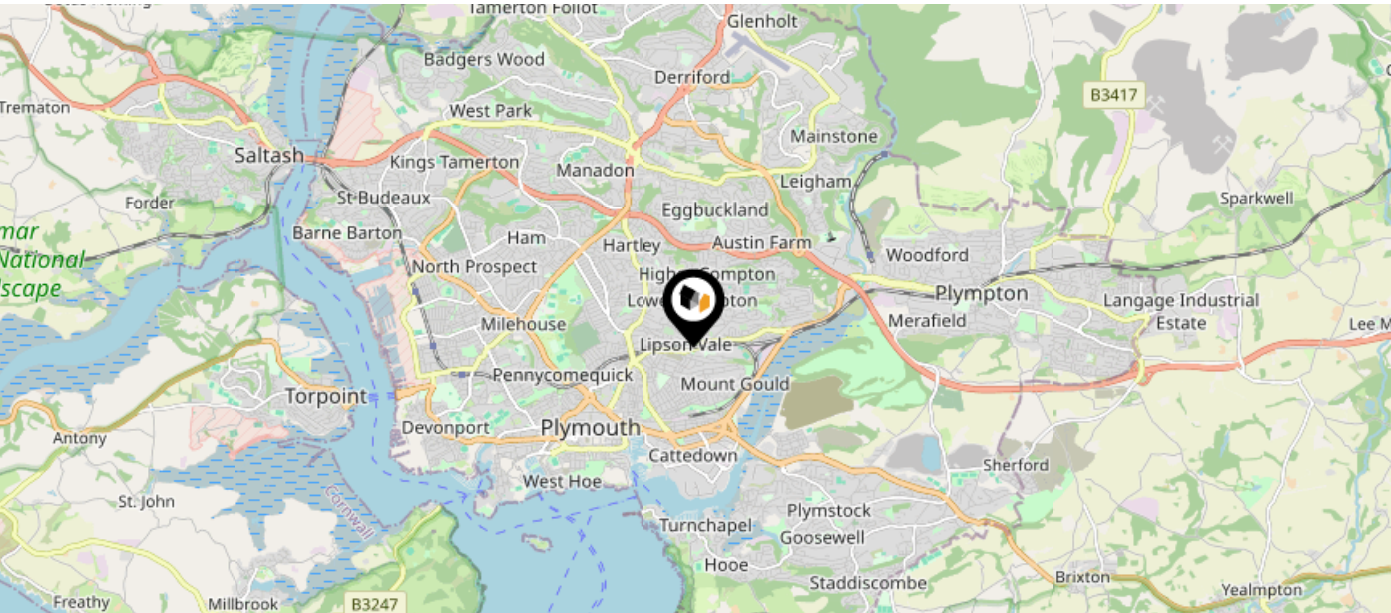 Tamerton Foliot
Glenholt
Badgers Wood
Derriford
B3417
Trematon
West Park
Mainstone
Saltash
Kings Tamerton
Manadon
Leigham
Forder
St Budeaux
Eggbuckland
Sparkwell
mar
National
scape
Barne Barton
Ham
Hartley
Austin Farm
Woodford
North Prospect
Plympton
Langage Industrial
Estate
Milehouse
Merafield
Lee M
Lipson Vale
Pennycomequick
Mount Gould
Torpoint
Devonport
Plymouth
Antony
Cattedown
Sherford
West Hoe
St. John
Cornwall
Plymstock
Turnchapel
Goosewell
Hooe
Staddiscombe
Brixton
Yealmpton
Freathy
Millbrook
B3247